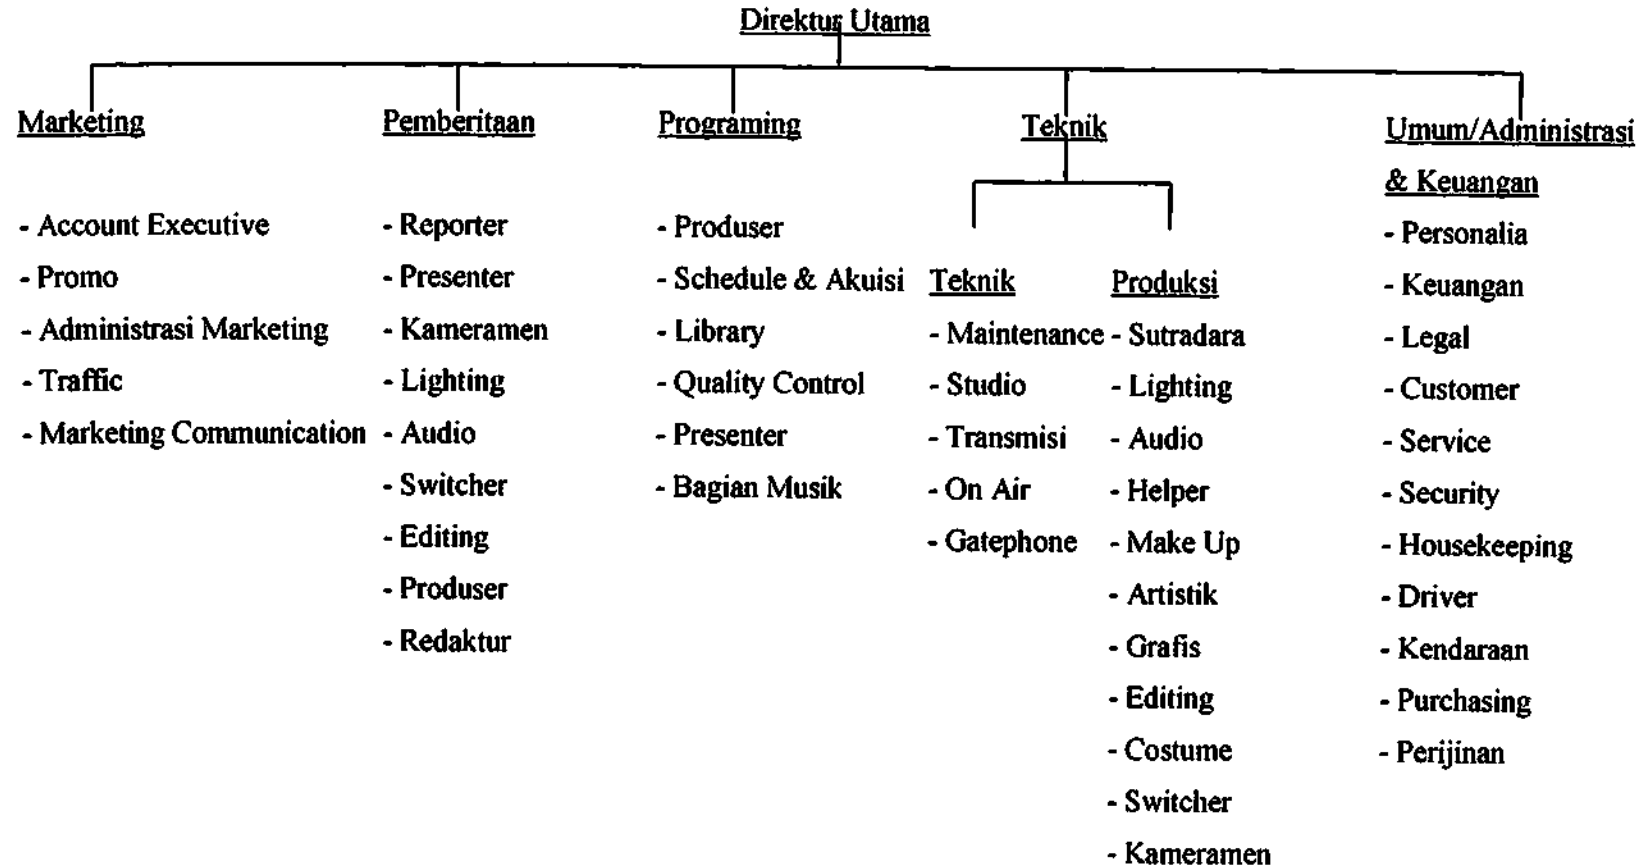 Direktur Utama
Marketing
- Account Executive
- Promo
- Administrasi Marketing
- Traffic
- Marketing Communication
Pemberitaan
- Reporter
- Presenter
- Kameramen
- Lighting
- Audio
- Switcher
- Editing
- Produser
- Redaktur
Programing
- Produser
- Schedule & Akuisi
- Library
- Quality Control
- Presenter
- Bagian Musik
Teknik
Teknik
- Maintenance
- Studio
- Transmisi
- On Air
- Gatephone
Produksi
- Sutradara
- Lighting
- Audio
- Helper
- Make Up
- Artistik
- Grafis
- Editing
- Costume
- Switcher
- Kameramen
Umum/Administrasi
& Keuangan
- Personalia
- Keuangan
- Legal
- Customer
- Service
- Security
- Housekeeping
- Driver
- Kendaraan
- Purchasing
- Perijinan